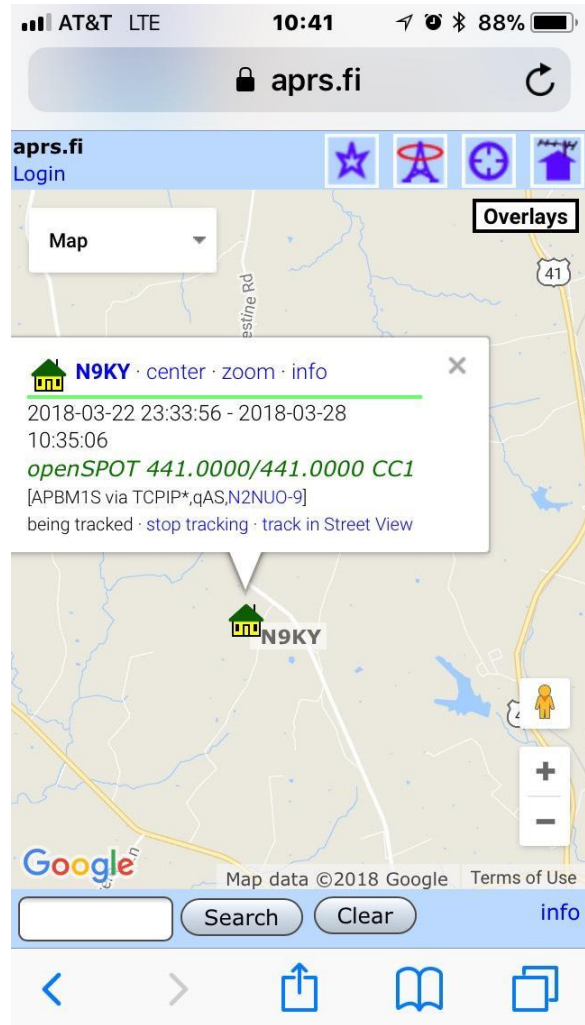 AT&T LTE 10:41 88%
aprs.fi
aprs.fi
Login
Overlays
Map
41
estine Rd
N9KY · center · zoom · info ×
2018-03-22 23:33:56 - 2018-03-28
10:35:06
openSPOT 441.0000/441.0000 CC1
[APBM1S via TCPIP*,qAS,N2NUO-9]
being tracked · stop tracking · track in Street View
N9KY
+
−
Google
Map data ©2018 Google Terms of Use
Search Clear info